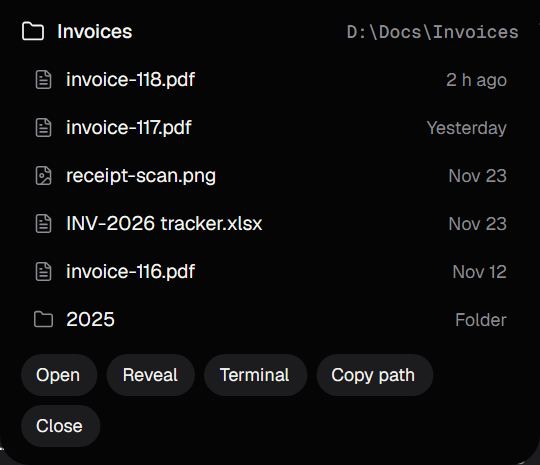 Invoices D:\Docs\Invoices
invoice-118.pdf 2 h ago
invoice-117.pdf Yesterday
receipt-scan.png Nov 23
INV-2026 tracker.xlsx Nov 23
invoice-116.pdf Nov 12
2025 Folder
Open Reveal Terminal Copy path
Close